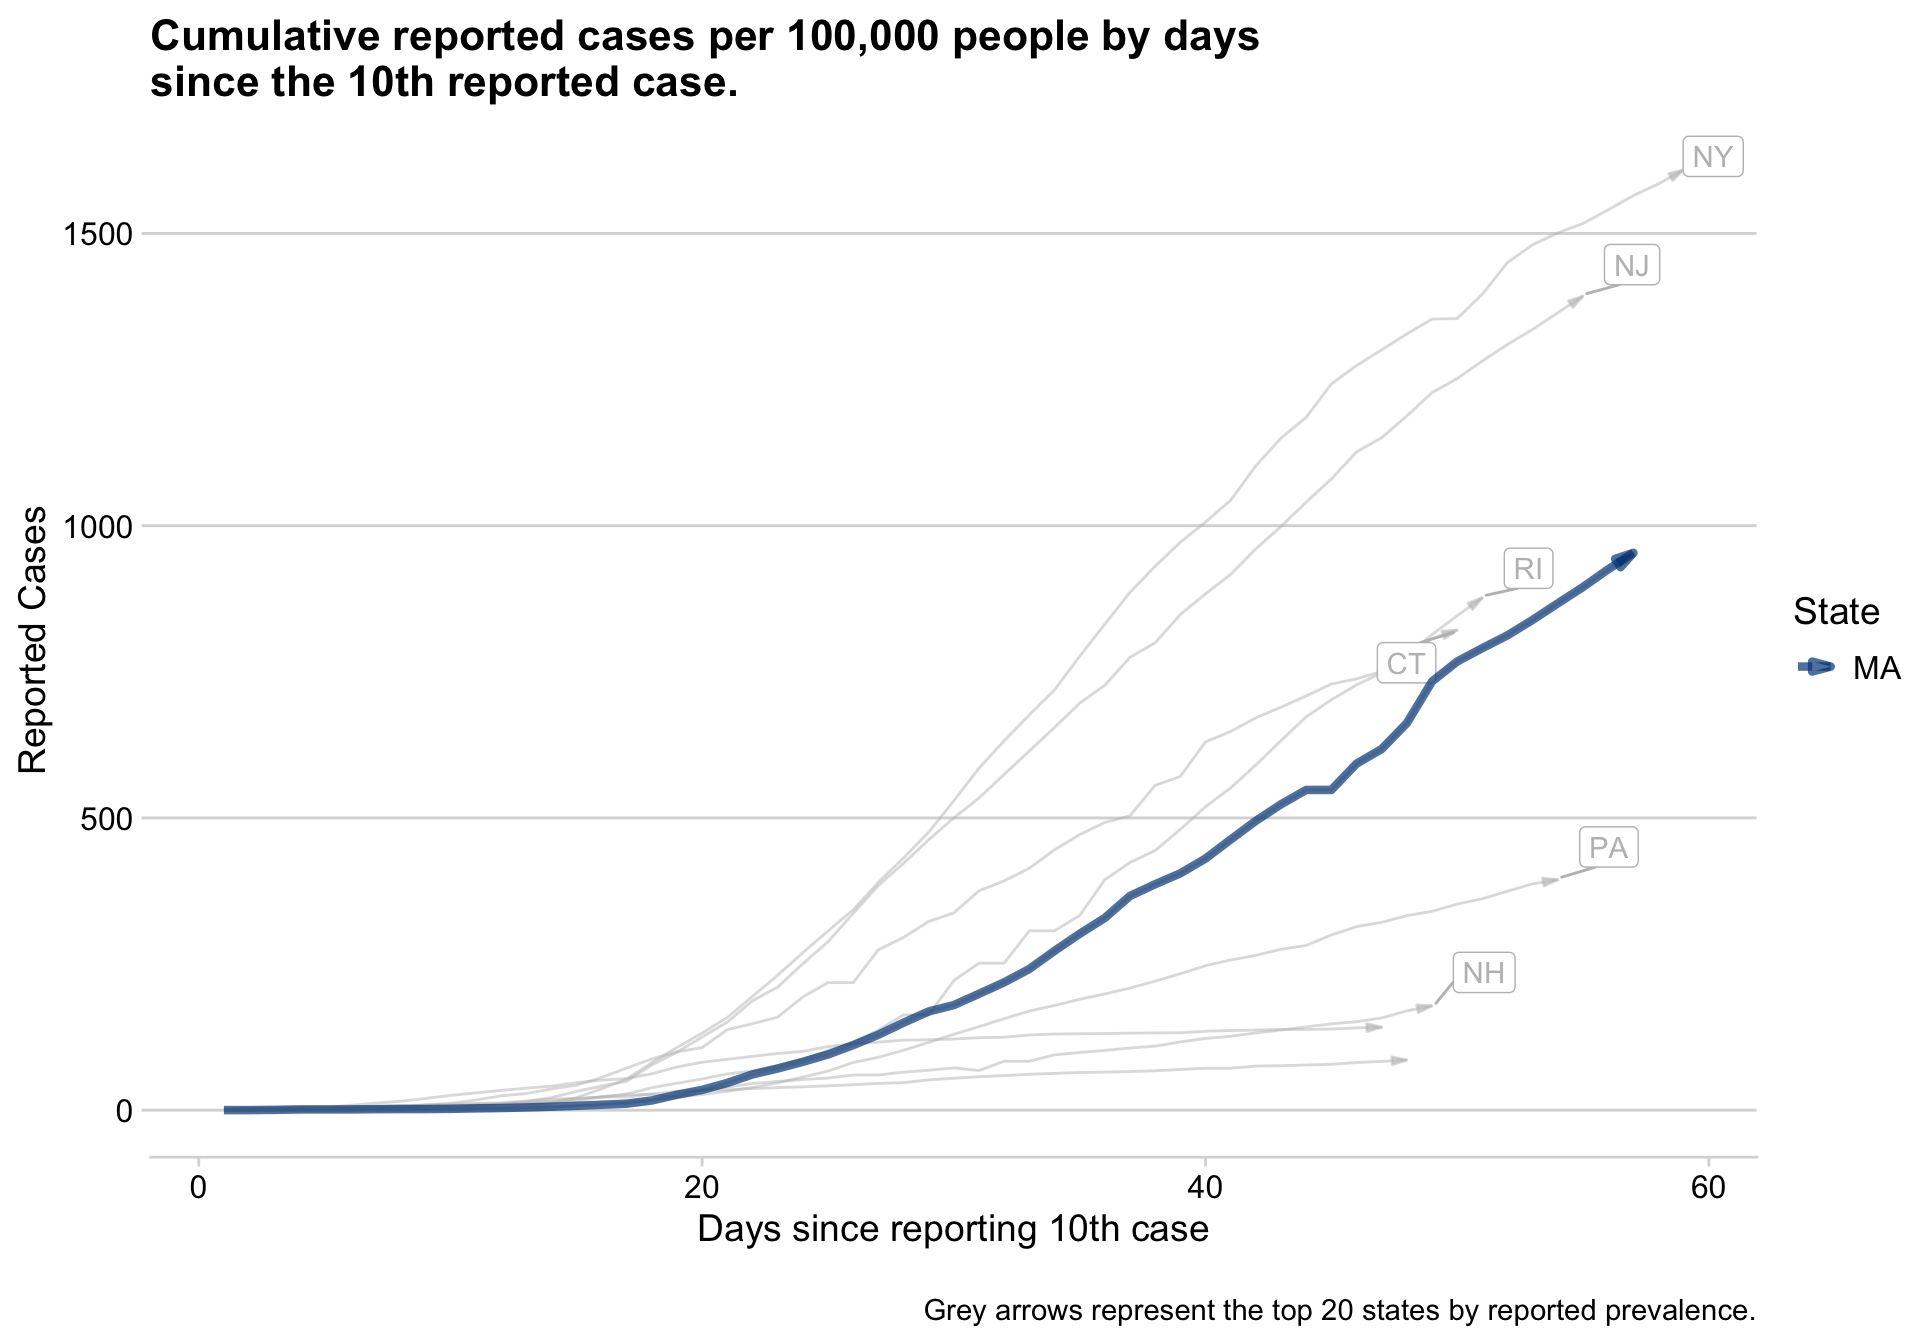 Cumulative reported cases per 100,000 people by days
since the 10th reported case.
NY
1500
NJ
1000
RI
CT
Reported Cases
State
MA
500
PA
NH
0
0 20 40 60
Days since reporting 10th case
Grey arrows represent the top 20 states by reported prevalence.